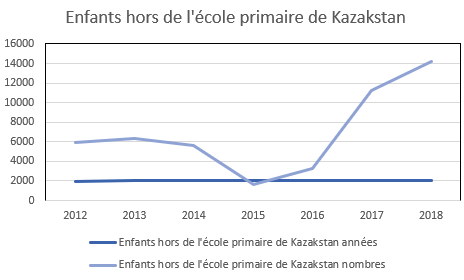 Enfants hors de l'école primaire de Kazakstan
16000
14000
12000
10000
8000
6000
4000
2000
0
2012 2013 2014 2015 2016 2017 2018
Enfants hors de l'école primaire de Kazakstan années
Enfants hors de l'école primaire de Kazakstan nombres